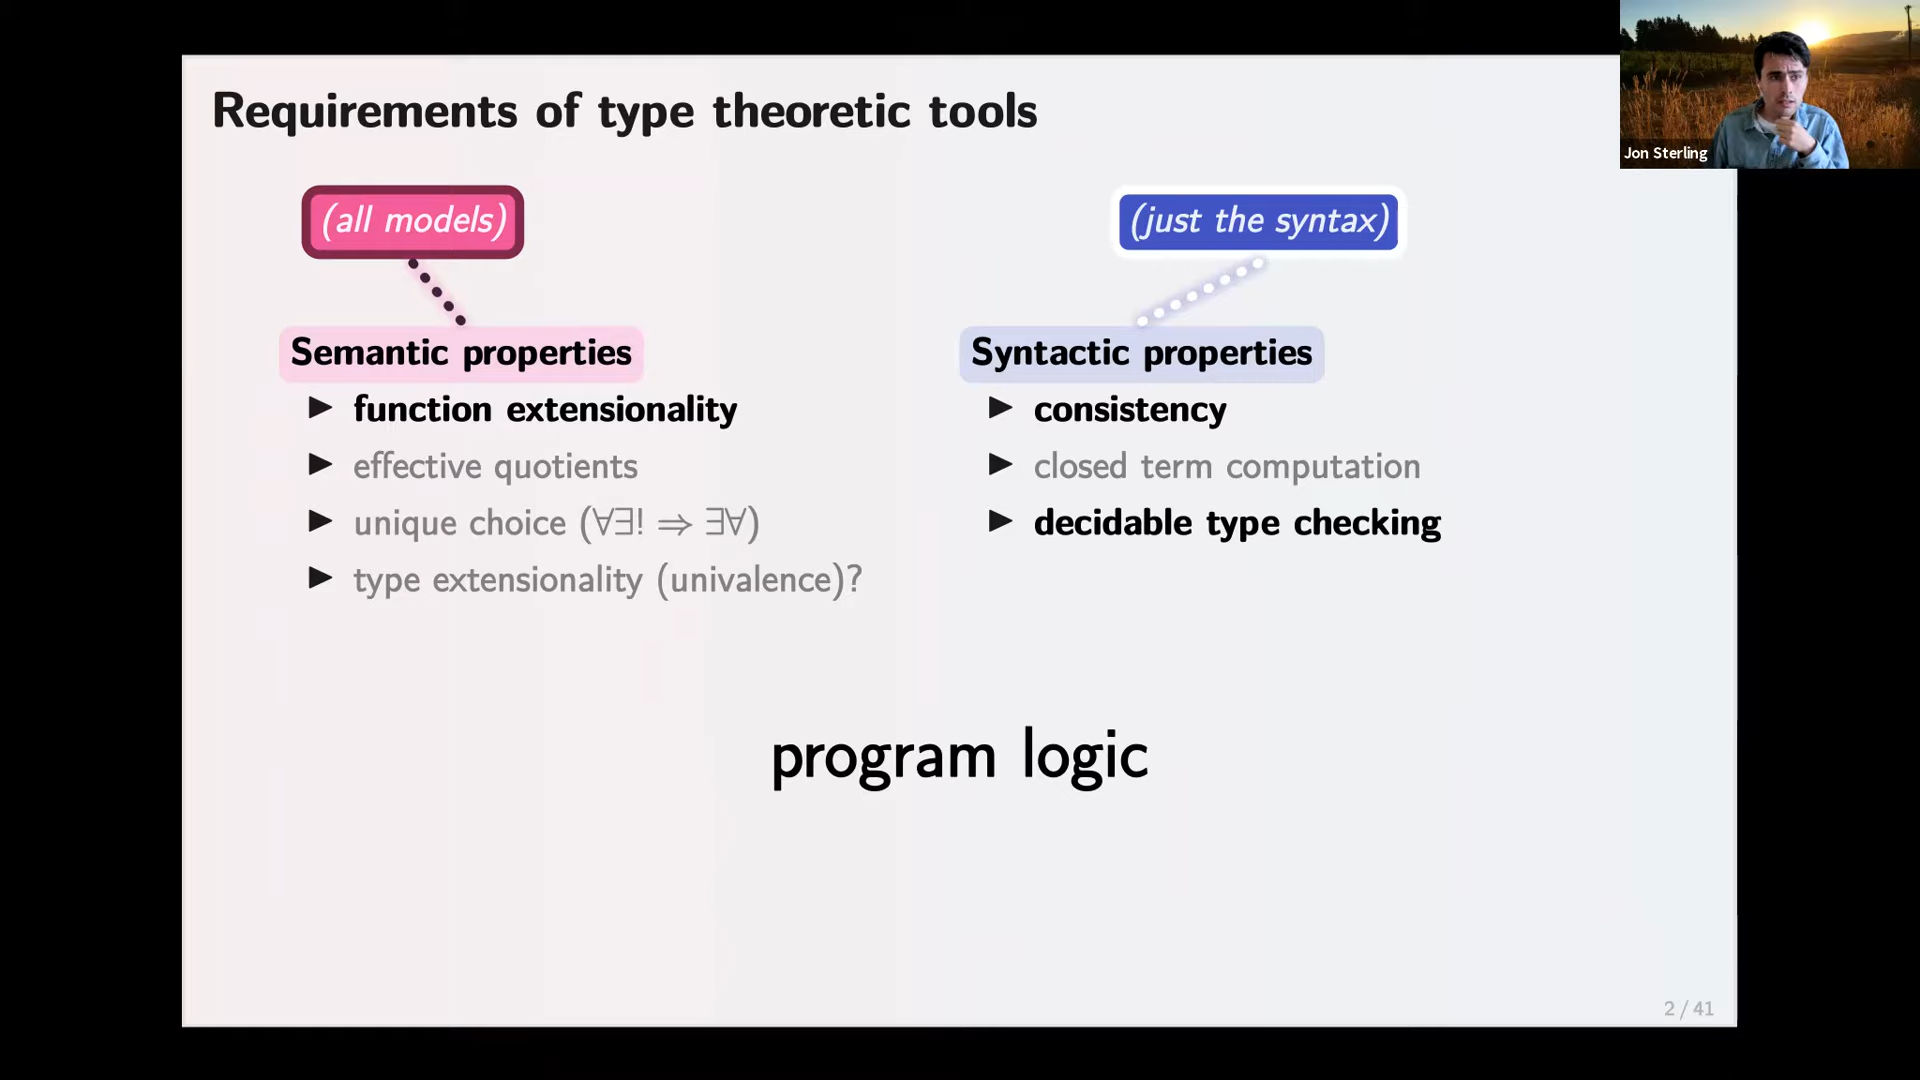 Requirements of type theoretic tools
Jon Sterling
(all models)
(just the syntax)
Semantic properties
▶ function extensionality
▶ effective quotients
▶ unique choice (∀∃! ⇒ ∃∀)
▶ type extensionality (univalence)?
Syntactic properties
▶ consistency
▶ closed term computation
▶ decidable type checking
program logic
2 / 41